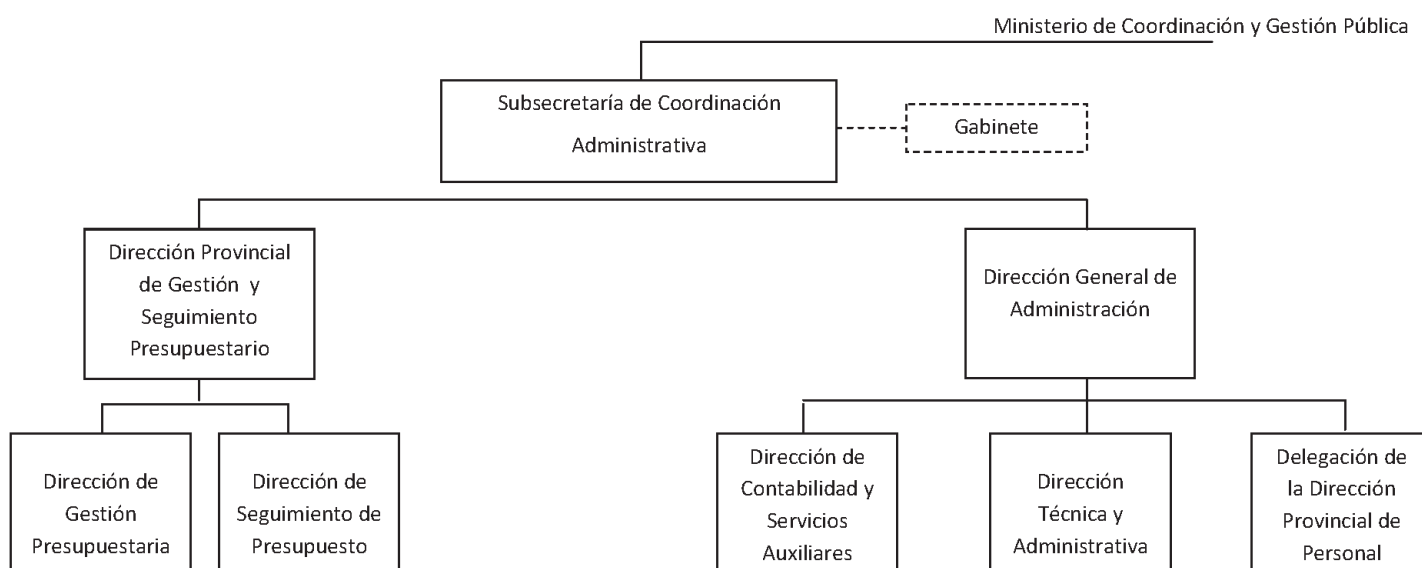 Ministerio de Coordinación y Gestión Pública
Subsecretaría de Coordinación
Administrativa
Gabinete
Dirección Provincial
de Gestión y
Seguimiento
Presupuestario
Dirección General de
Administración
Dirección de
Gestión
Presupuestaria
Dirección de
Seguimiento de
Presupuesto
Dirección de
Contabilidad y
Servicios
Auxiliares
Dirección
Técnica y
Administrativa
Delegación de
la Dirección
Provincial de
Personal